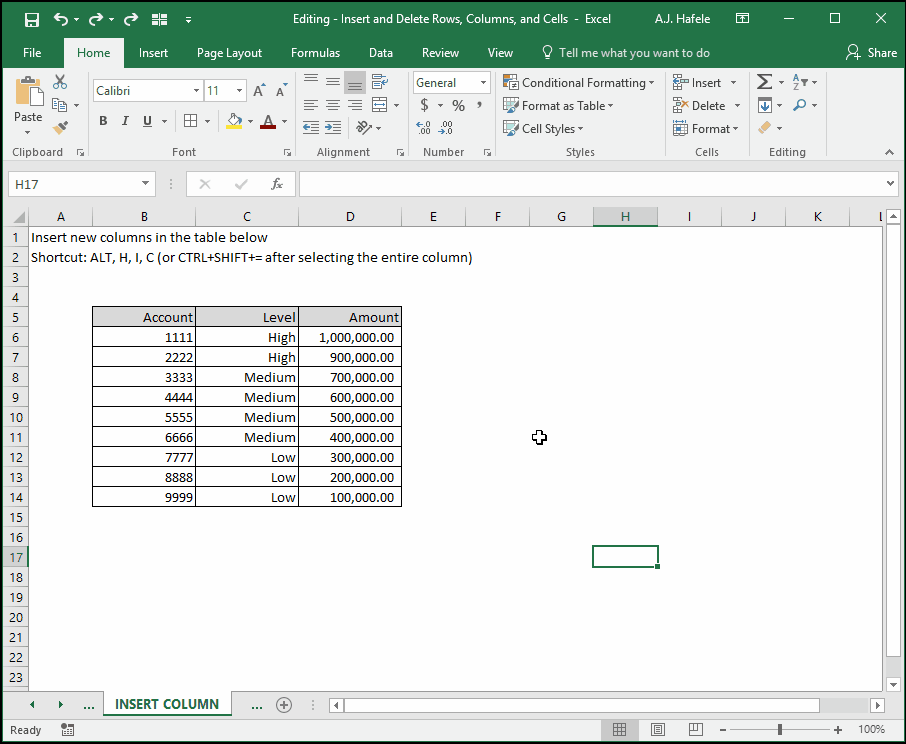 Editing - Insert and Delete Rows, Columns, and Cells - Excel A.J. Hafele
File Home Insert Page Layout Formulas Data Review View Tell me what you want to do Share
Calibri 11 General Conditional Formatting Insert
Paste $ % , Format as Table Delete
B I U A Cell Styles Format
Clipboard Font Alignment Number Styles Cells Editing
H17 fx
A B C D E F G H I J K L
1 Insert new columns in the table below
2 Shortcut: ALT, H, I, C (or CTRL+SHIFT+= after selecting the entire column)
3
4
5 Account Level Amount
6 1111 High 1,000,000.00
7 2222 High 900,000.00
8 3333 Medium 700,000.00
9 4444 Medium 600,000.00
10 5555 Medium 500,000.00
11 6666 Medium 400,000.00
12 7777 Low 300,000.00
13 8888 Low 200,000.00
14 9999 Low 100,000.00
15
16
17
18
19
20
21
22
23
... INSERT COLUMN ...
Ready 100%